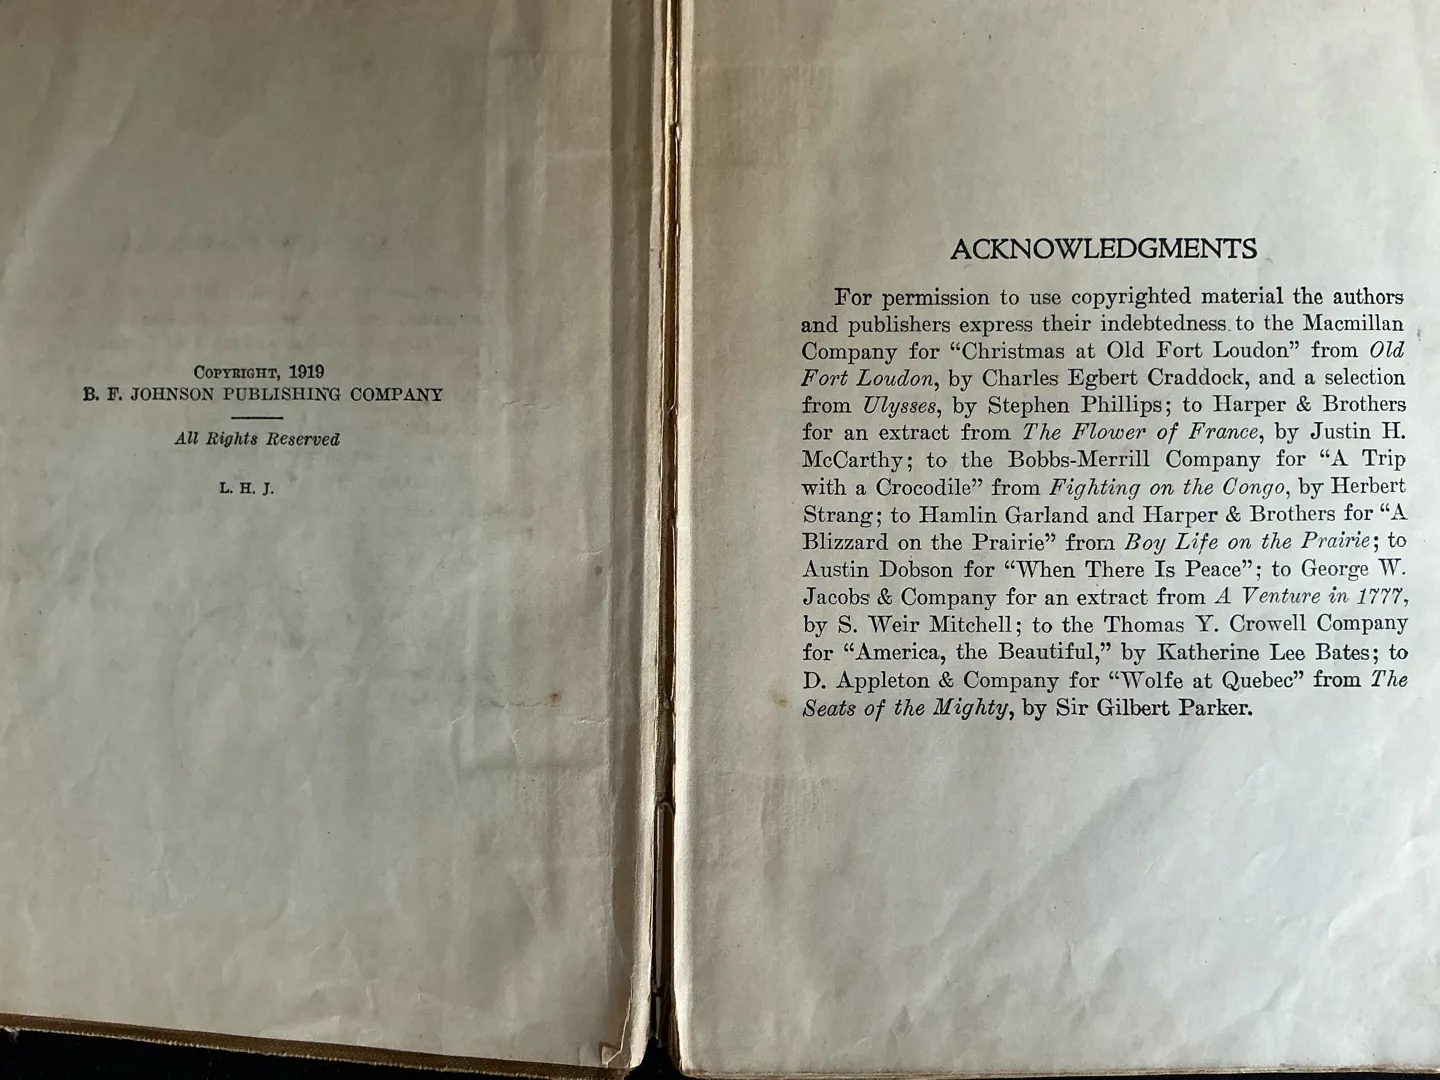 COPYRIGHT, 1919
B. F. JOHNSON PUBLISHING COMPANY
All Rights Reserved
L. H. J.
ACKNOWLEDGMENTS
For permission to use copyrighted material the authors
and publishers express their indebtedness to the Macmillan
Company for “Christmas at Old Fort Loudon” from Old
Fort Loudon, by Charles Egbert Craddock, and a selection
from Ulysses, by Stephen Phillips; to Harper & Brothers
for an extract from The Flower of France, by Justin H.
McCarthy; to the Bobbs-Merrill Company for “A Trip
with a Crocodile” from Fighting on the Congo, by Herbert
Strang; to Hamlin Garland and Harper & Brothers for “A
Blizzard on the Prairie” from Boy Life on the Prairie; to
Austin Dobson for “When There Is Peace”; to George W.
Jacobs & Company for an extract from A Venture in 1777,
by S. Weir Mitchell; to the Thomas Y. Crowell Company
for “America, the Beautiful,” by Katherine Lee Bates; to
D. Appleton & Company for “Wolfe at Quebec” from The
Seats of the Mighty, by Sir Gilbert Parker.